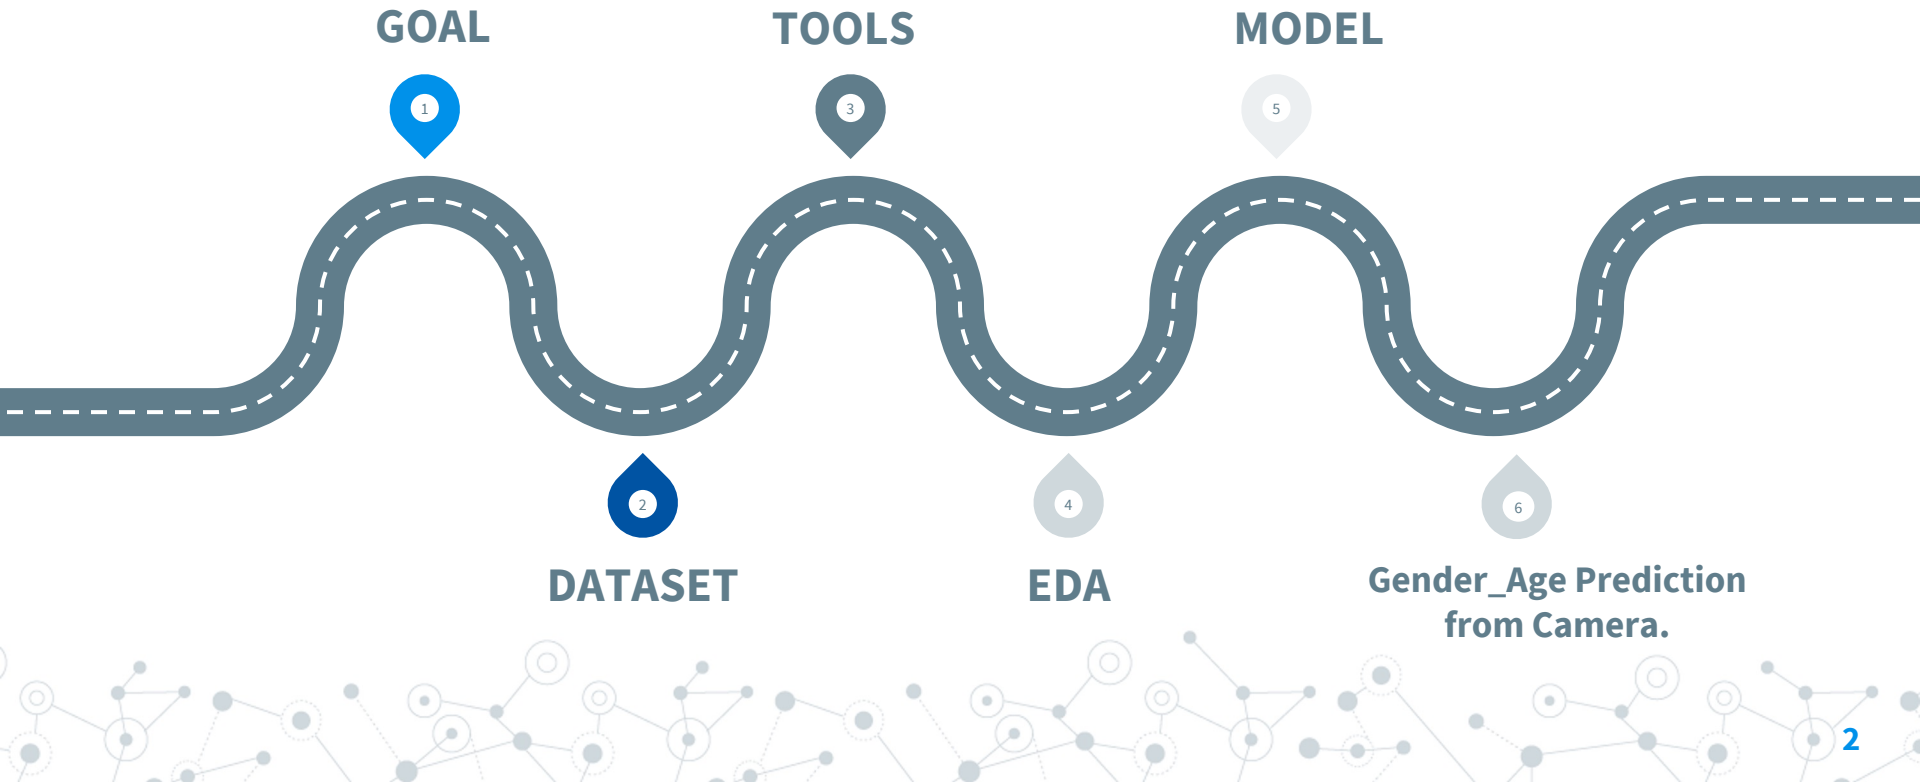 GOAL
TOOLS
MODEL
1
3
5
2
4
6
DATASET
EDA
Gender_Age Prediction
from Camera.
2